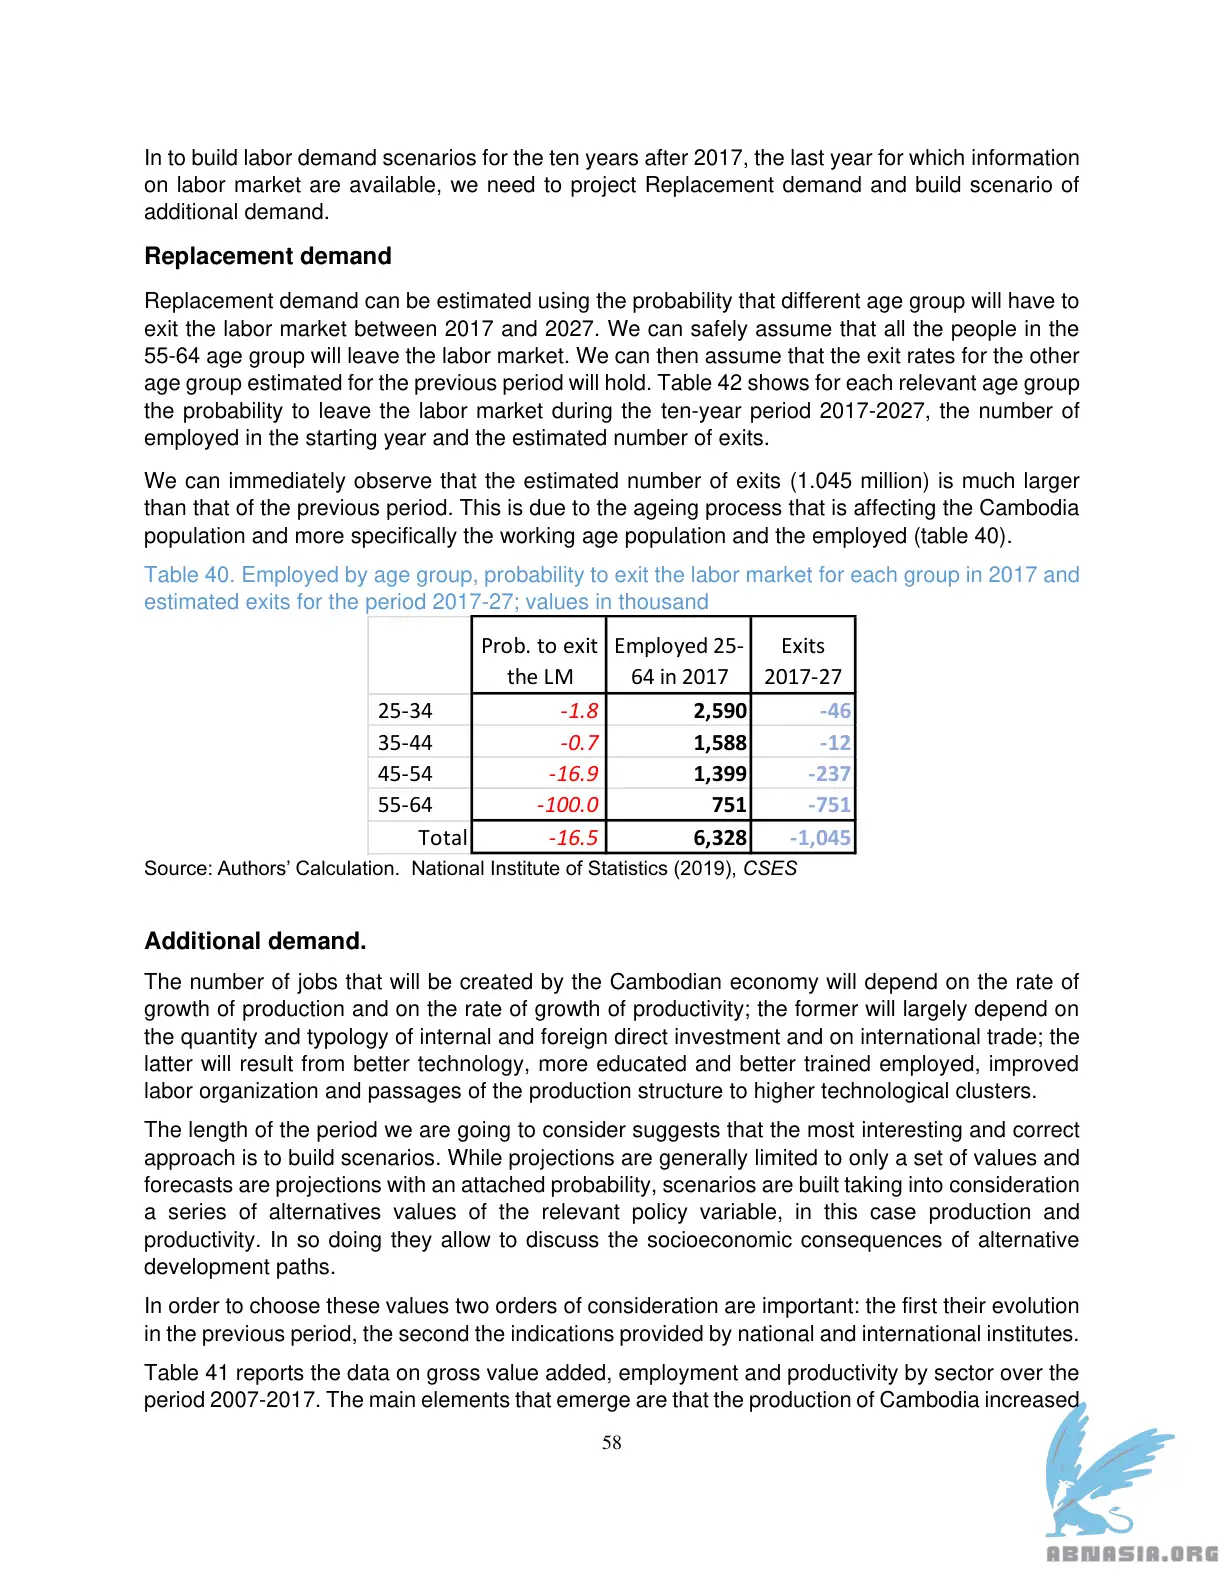 In to build labor demand scenarios for the ten years after 2017, the last year for which information
on labor market are available, we need to project Replacement demand and build scenario of
additional demand.
Replacement demand
Replacement demand can be estimated using the probability that different age group will have to
exit the labor market between 2017 and 2027. We can safely assume that all the people in the
55-64 age group will leave the labor market. We can then assume that the exit rates for the other
age group estimated for the previous period will hold. Table 42 shows for each relevant age group
the probability to leave the labor market during the ten-year period 2017-2027, the number of
employed in the starting year and the estimated number of exits.
We can immediately observe that the estimated number of exits (1.045 million) is much larger
than that of the previous period. This is due to the ageing process that is affecting the Cambodia
population and more specifically the working age population and the employed (table 40).
Table 40. Employed by age group, probability to exit the labor market for each group in 2017 and
estimated exits for the period 2017-27; values in thousand
Prob. to exit the LM Employed 25-64 in 2017 Exits 2017-27
25-34 -1.8 2,590 -46
35-44 -0.7 1,588 -12
45-54 -16.9 1,399 -237
55-64 -100.0 751 -751
Total -16.5 6,328 -1,045
Source: Authors’ Calculation. National Institute of Statistics (2019), CSES
Additional demand.
The number of jobs that will be created by the Cambodian economy will depend on the rate of
growth of production and on the rate of growth of productivity; the former will largely depend on
the quantity and typology of internal and foreign direct investment and on international trade; the
latter will result from better technology, more educated and better trained employed, improved
labor organization and passages of the production structure to higher technological clusters.
The length of the period we are going to consider suggests that the most interesting and correct
approach is to build scenarios. While projections are generally limited to only a set of values and
forecasts are projections with an attached probability, scenarios are built taking into consideration
a series of alternatives values of the relevant policy variable, in this case production and
productivity. In so doing they allow to discuss the socioeconomic consequences of alternative
development paths.
In order to choose these values two orders of consideration are important: the first their evolution
in the previous period, the second the indications provided by national and international institutes.
Table 41 reports the data on gross value added, employment and productivity by sector over the
period 2007-2017. The main elements that emerge are that the production of Cambodia increased
58
ABNASIA.ORG